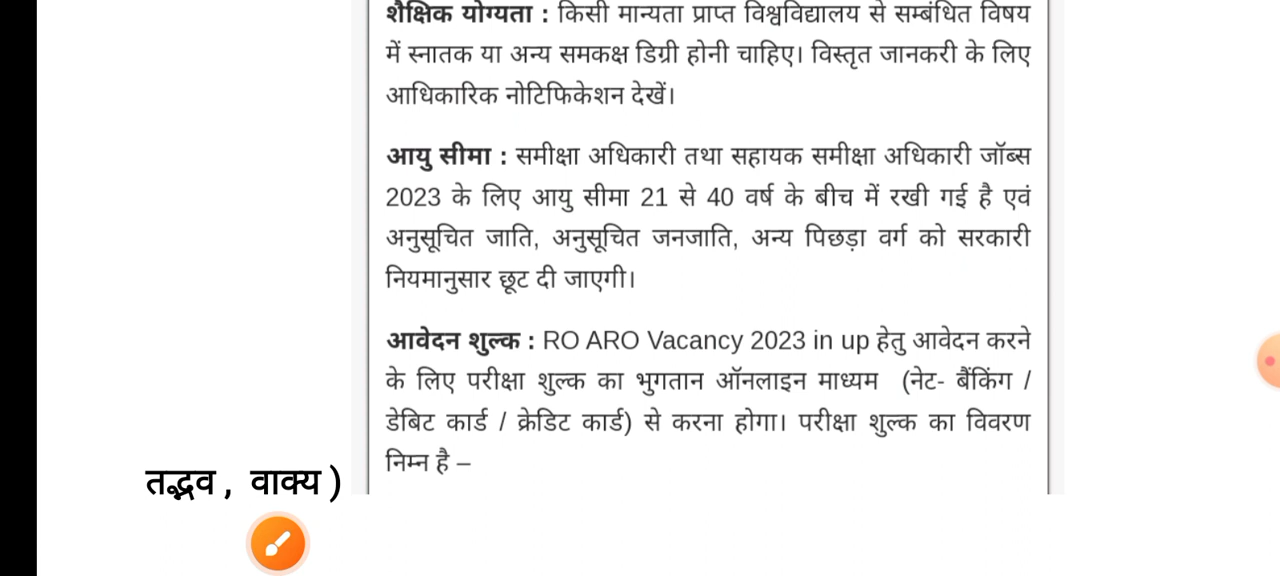 शैक्षिक योग्यता : किसी मान्यता प्राप्त विश्वविद्यालय से सम्बंधित विषय
में स्नातक या अन्य समकक्ष डिग्री होनी चाहिए। विस्तृत जानकरी के लिए
आधिकारिक नोटिफिकेशन देखें।
आयु सीमा : समीक्षा अधिकारी तथा सहायक समीक्षा अधिकारी जॉब्स
2023 के लिए आयु सीमा 21 से 40 वर्ष के बीच में रखी गई है एवं
अनुसूचित जाति, अनुसूचित जनजाति, अन्य पिछड़ा वर्ग को सरकारी
नियमानुसार छूट दी जाएगी।
आवेदन शुल्क : RO ARO Vacancy 2023 in up हेतु आवेदन करने
के लिए परीक्षा शुल्क का भुगतान ऑनलाइन माध्यम (नेट- बैंकिंग /
डेबिट कार्ड / क्रेडिट कार्ड) से करना होगा। परीक्षा शुल्क का विवरण
निम्न है –
तद्भव , वाक्य )